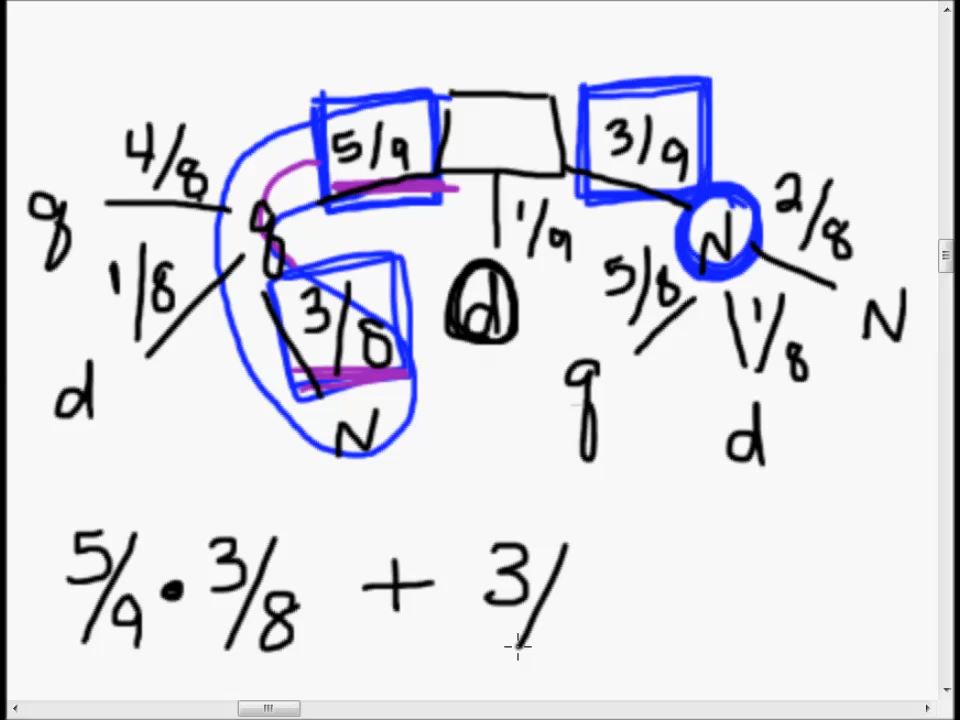 5/9 3/9
4/8 2/8
q q N
1/8 1/9 5/8 1/8
3/8 d N
d q
N d
5/9 · 3/8 + 3/